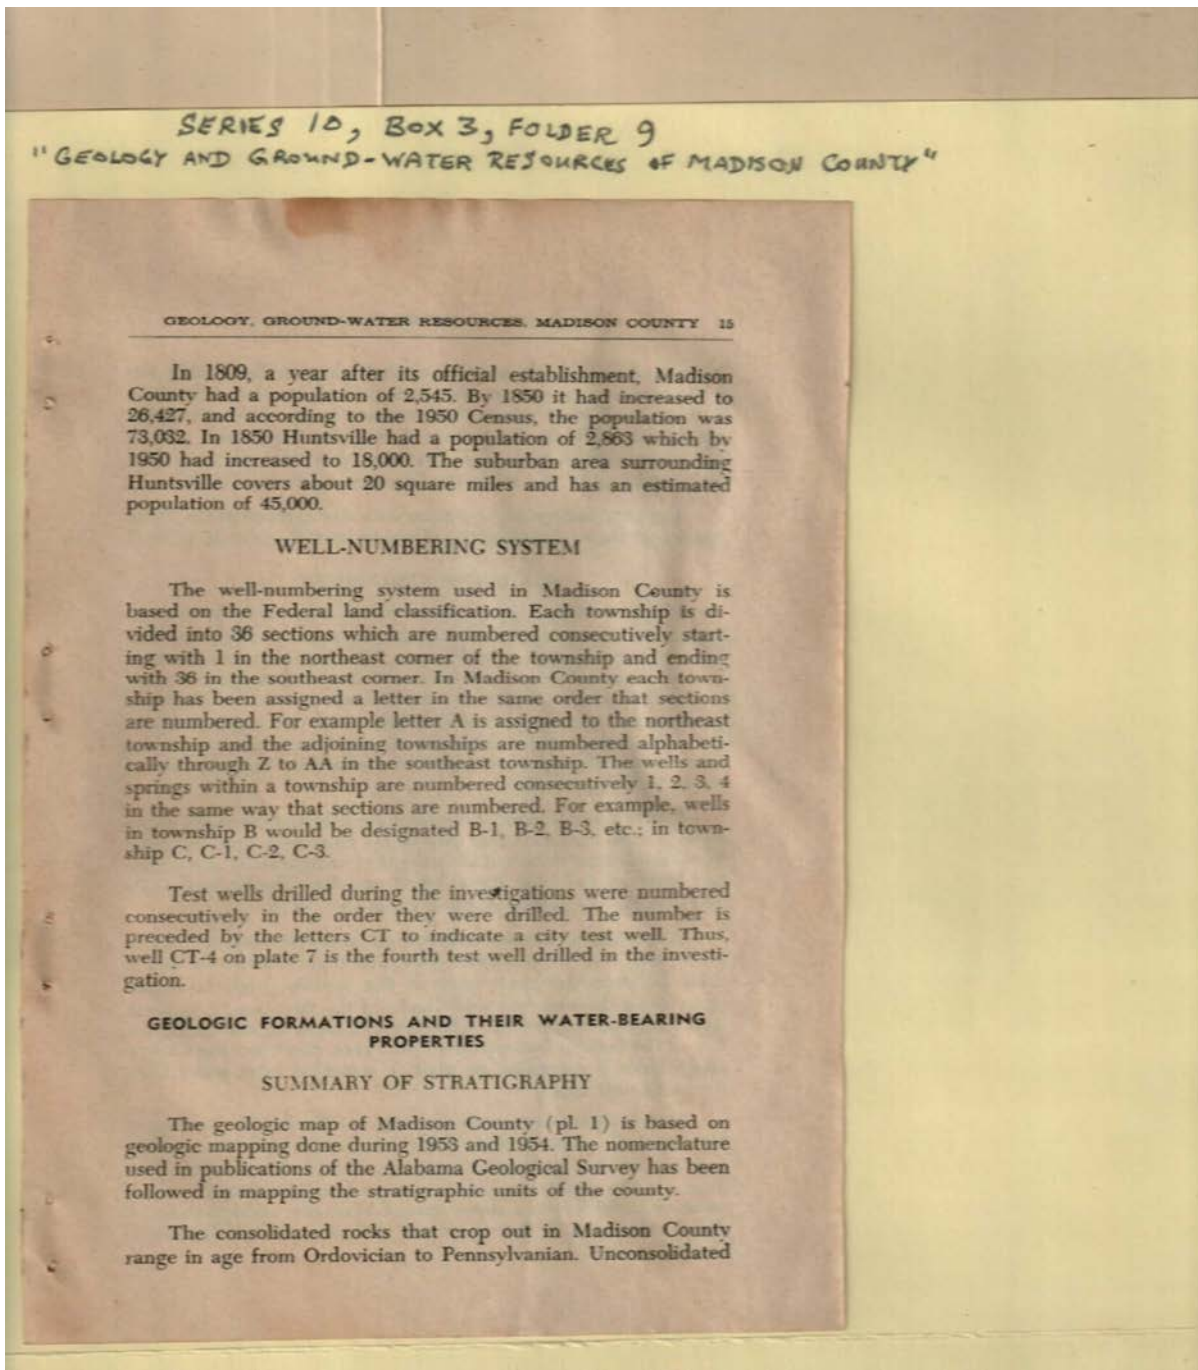 SERIES 10, BOX 3, FOLDER 9
"GEOLOGY AND GROUND-WATER RESOURCES OF MADISON COUNTY"
GEOLOGY, GROUND-WATER RESOURCES, MADISON COUNTY 15
In 1809, a year after its official establishment, Madison
County had a population of 2,545. By 1850 it had increased to
26,427, and according to the 1950 Census, the population was
73,032. In 1850 Huntsville had a population of 2,863 which by
1950 had increased to 18,000. The suburban area surrounding
Huntsville covers about 20 square miles and has an estimated
population of 45,000.
WELL-NUMBERING SYSTEM
The well-numbering system used in Madison County is
based on the Federal land classification. Each township is di-
vided into 36 sections which are numbered consecutively start-
ing with 1 in the northeast corner of the township and ending
with 36 in the southeast corner. In Madison County each town-
ship has been assigned a letter in the same order that sections
are numbered. For example letter A is assigned to the northeast
township and the adjoining townships are numbered alphabeti-
cally through Z to AA in the southeast township. The wells and
springs within a township are numbered consecutively 1, 2, 3, 4
in the same way that sections are numbered. For example, wells
in township B would be designated B-1, B-2, B-3, etc.; in town-
ship C, C-1, C-2, C-3.
Test wells drilled during the investigations were numbered
consecutively in the order they were drilled. The number is
preceded by the letters CT to indicate a city test well. Thus,
well CT-4 on plate 7 is the fourth test well drilled in the investi-
gation.
GEOLOGIC FORMATIONS AND THEIR WATER-BEARING
PROPERTIES
SUMMARY OF STRATIGRAPHY
The geologic map of Madison County (pl. 1) is based on
geologic mapping done during 1953 and 1954. The nomenclature
used in publications of the Alabama Geological Survey has been
followed in mapping the stratigraphic units of the county.
The consolidated rocks that crop out in Madison County
range in age from Ordovician to Pennsylvanian. Unconsolidated